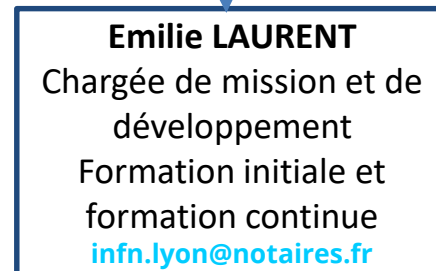 Emilie LAURENT
Chargée de mission et de
développement
Formation initiale et
formation continue
infn.lyon@notaires.fr